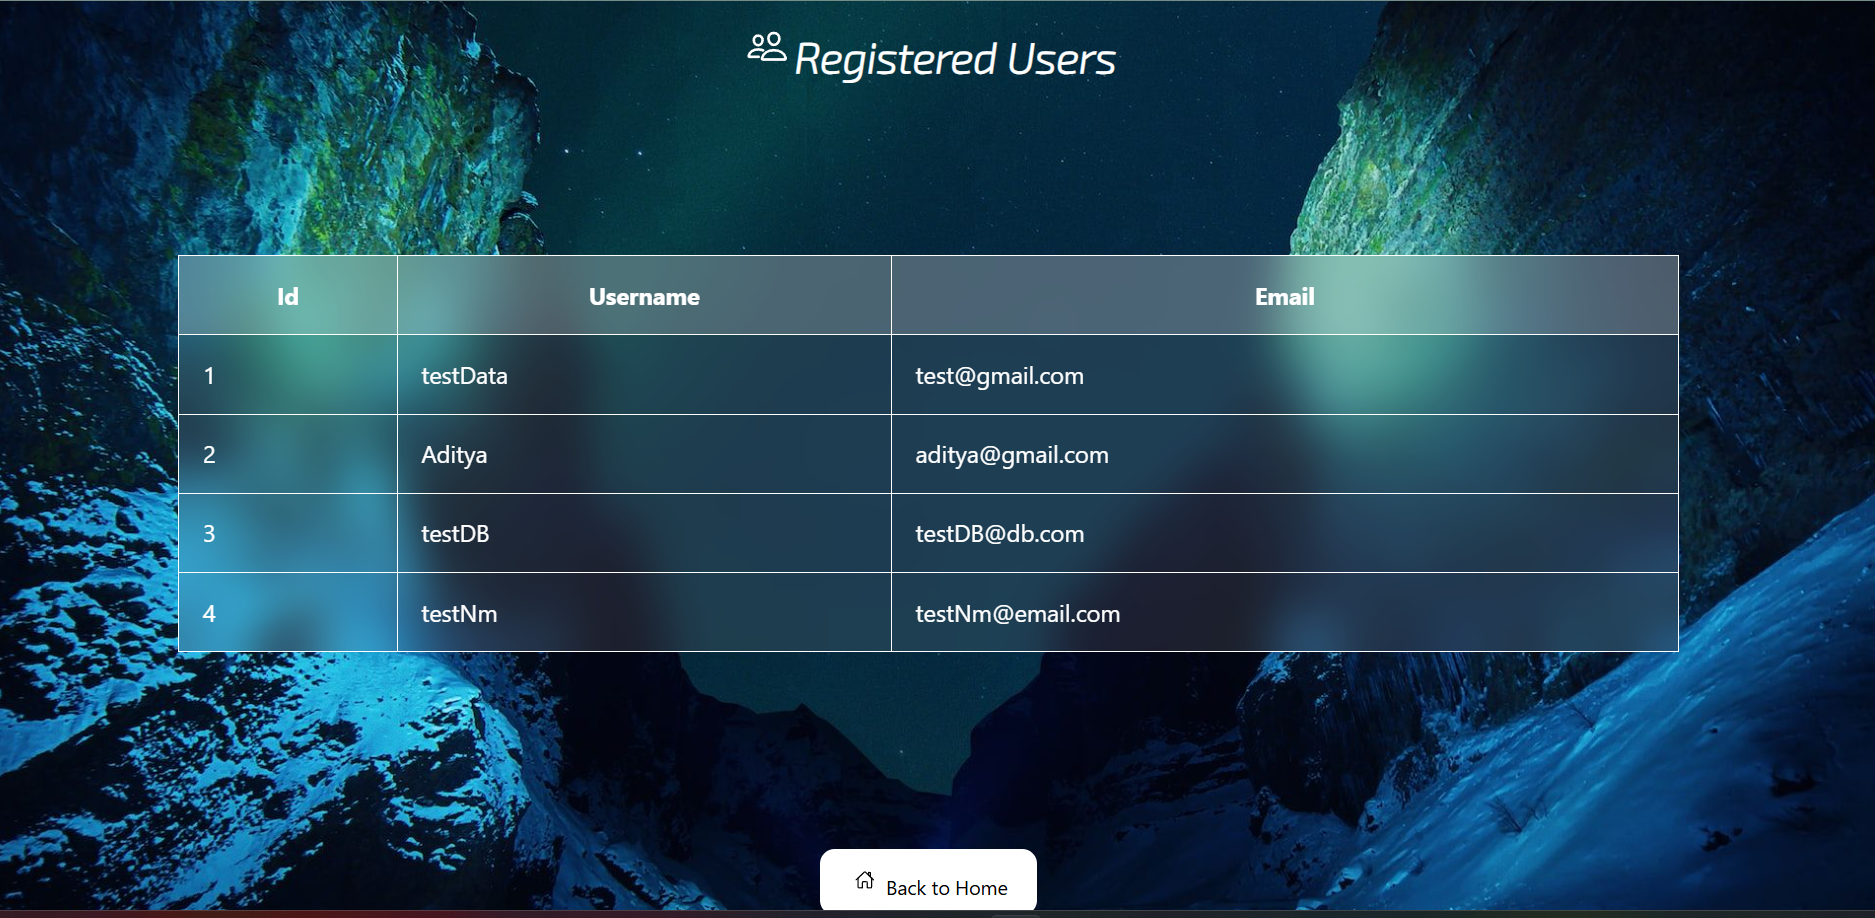 Registered Users
Id Username Email
1 testData test@gmail.com
2 Aditya aditya@gmail.com
3 testDB testDB@db.com
4 testNm testNm@email.com
Back to Home